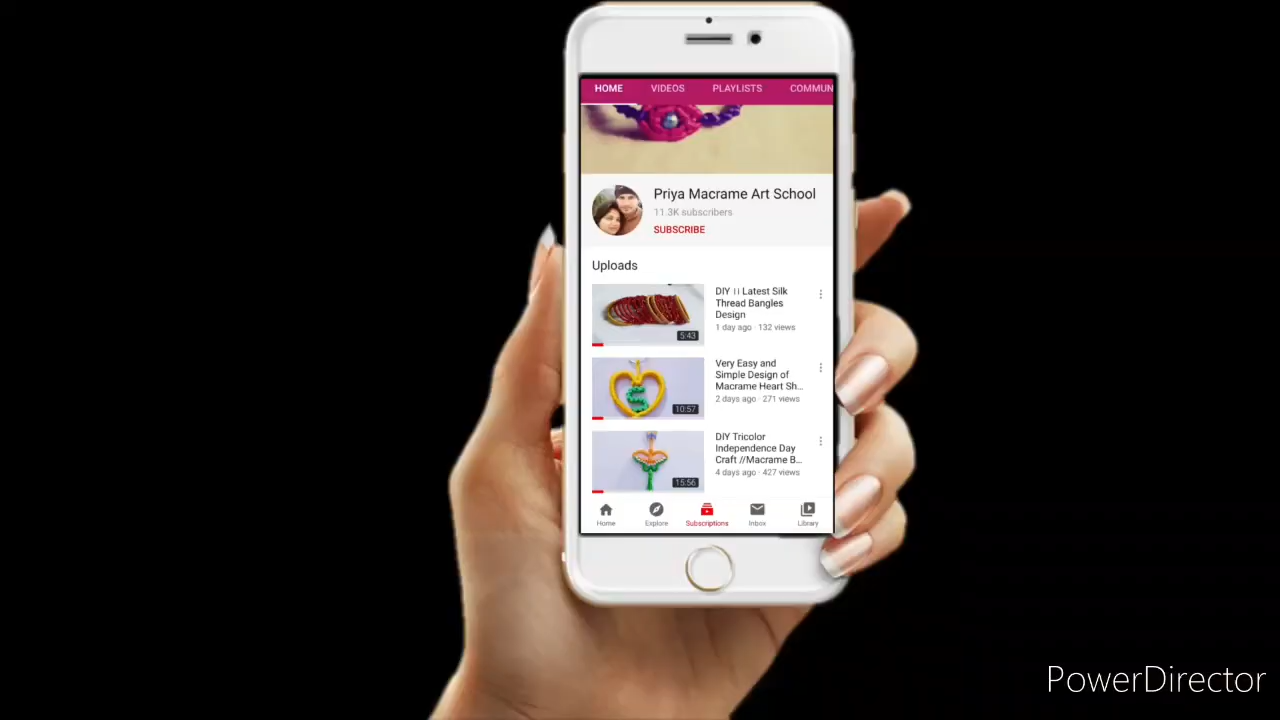 HOME VIDEOS PLAYLISTS COMMUN
Priya Macrame Art School
11.3K subscribers
SUBSCRIBE
Uploads
DIY ।। Latest Silk
Thread Bangles
Design
1 day ago · 132 views
5:43
Very Easy and
Simple Design of
Macrame Heart Sh...
2 days ago · 271 views
10:57
S
DIY Tricolor
Independence Day
Craft //Macrame B...
4 days ago · 427 views
15:56
Home Explore Subscriptions Inbox Library
PowerDirector